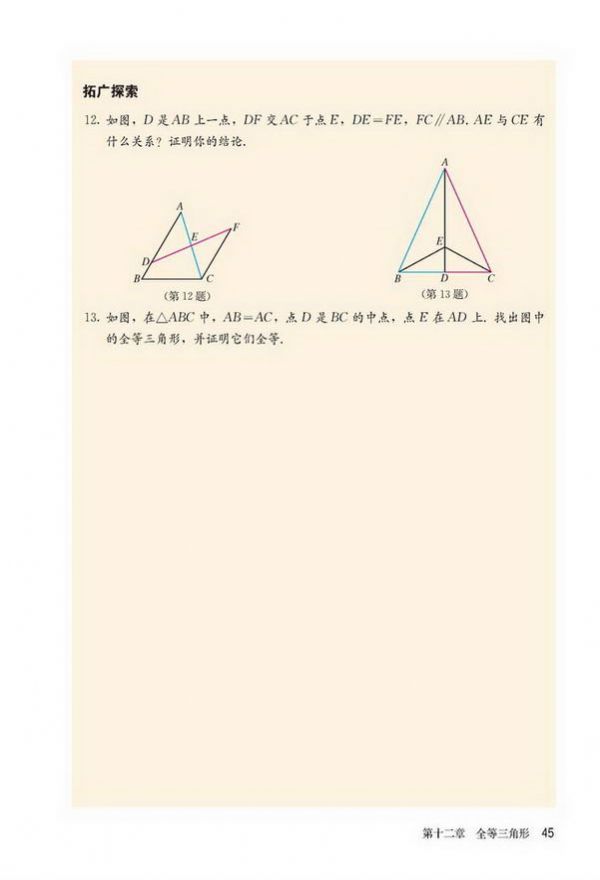 拓广探索
12. 如图，D 是 AB 上一点，DF 交 AC 于点 E，DE=FE，FC∥AB. AE 与 CE 有
什么关系？证明你的结论.
A
E
F
D
B
C
（第 12 题）
A
E
B
D
C
（第 13 题）
13. 如图，在△ABC 中，AB=AC，点 D 是 BC 的中点，点 E 在 AD 上. 找出图中
的全等三角形，并证明它们全等.
第十二章 全等三角形 45